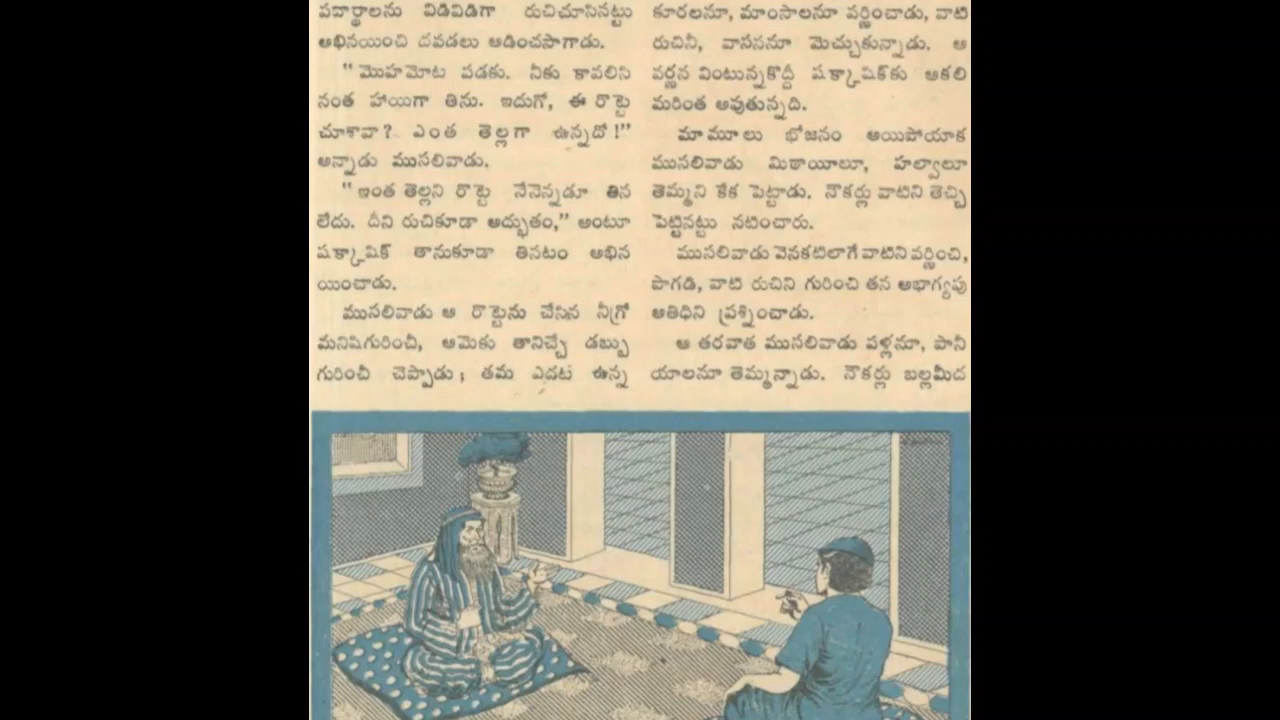 పదార్థాలను విడివిడిగా రుచిచూసినట్టు
అభినయించి దవడలు ఆడించసాగాడు.
“మొహమోట పడకు. నీకు కావలసి
నంత హాయిగా తిను. ఇదుగో, ఈ రొట్టె
చూశావా? ఎంత తెల్లగా ఉన్నదో!”
అన్నాడు ముసలివాడు.
“ఇంత తెల్లని రొట్టె నేనెన్నడూ తిన
లేదు. దీని రుచికూడా అద్భుతం,” అంటూ
షక్కాషిక్ తానుకూడా తినటం అభిన
యించాడు.
ముసలివాడు ఆ రొట్టెను చేసిన నీగ్రో
మనిషిగురించీ, ఆమెకు తానిచ్చే డబ్బు
గురించీ చెప్పాడు; తమ ఎదట ఉన్న
కూరలనూ, మాంసాలనూ వర్ణించాడు, వాటి
రుచినీ, వాసననూ మెచ్చుకున్నాడు. ఆ
వర్ణన వింటున్నకొద్దీ షక్కాషిక్‌కు ఆకలి
మరింత అవుతున్నది.
మామూలు భోజనం అయిపోయాక
ముసలివాడు మిఠాయీలూ, హల్వాలూ
తెమ్మని కేక పెట్టాడు. నౌకర్లు వాటిని తెచ్చి
పెట్టినట్టు నటించారు.
ముసలివాడు వెనకటిలాగే వాటిని వర్ణించి,
పొగడి, వాటి రుచిని గురించి తన అభాగ్యపు
అతిధిని ప్రశ్నించాడు.
ఆ తరవాత ముసలివాడు పళ్లనూ, పానీ
యాలనూ తెమ్మన్నాడు. నౌకర్లు బల్లమీద